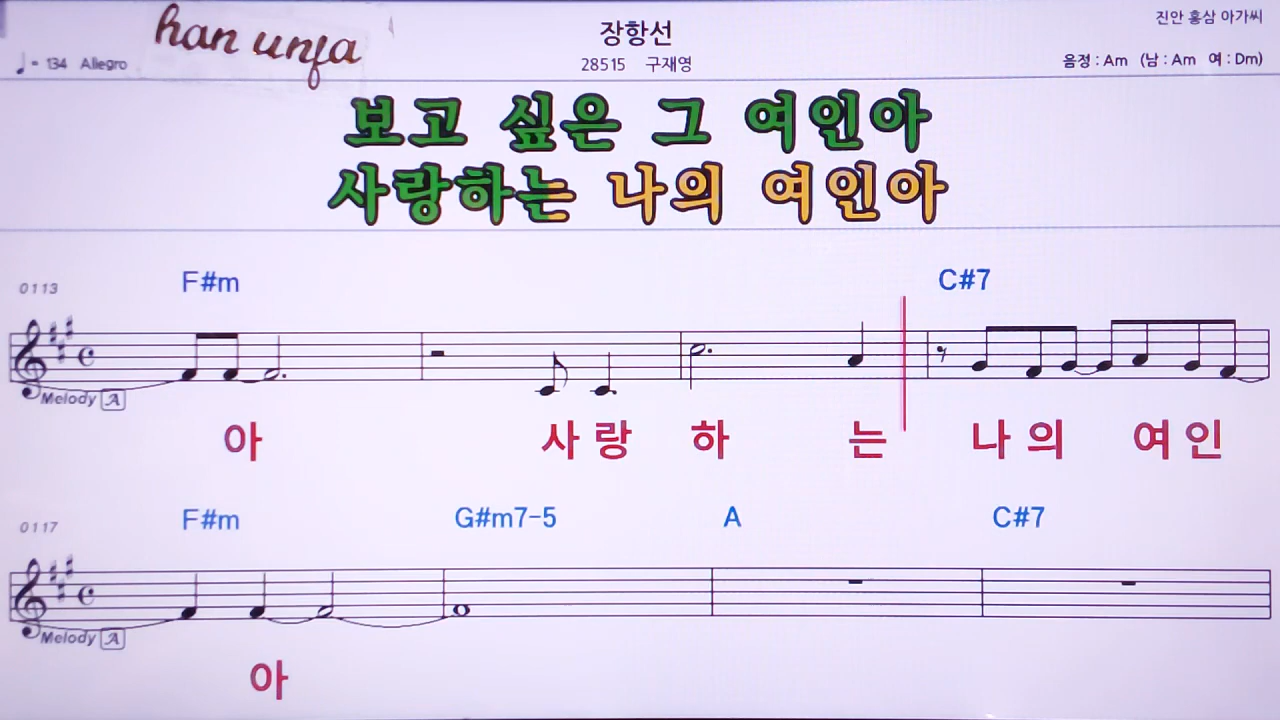 han unfa
장항선
진안 홍삼 아가씨
♩= 134 Allegro
28515 구재영
음정 : Am (남 : Am 여 : Dm)
보고 싶은 그 여인아
사랑하는 나의 여인아
0113
F#m C#7
Melody A
아 사 랑 하 는 나 의 여 인
0117
F#m G#m7-5 A C#7
Melody A
아